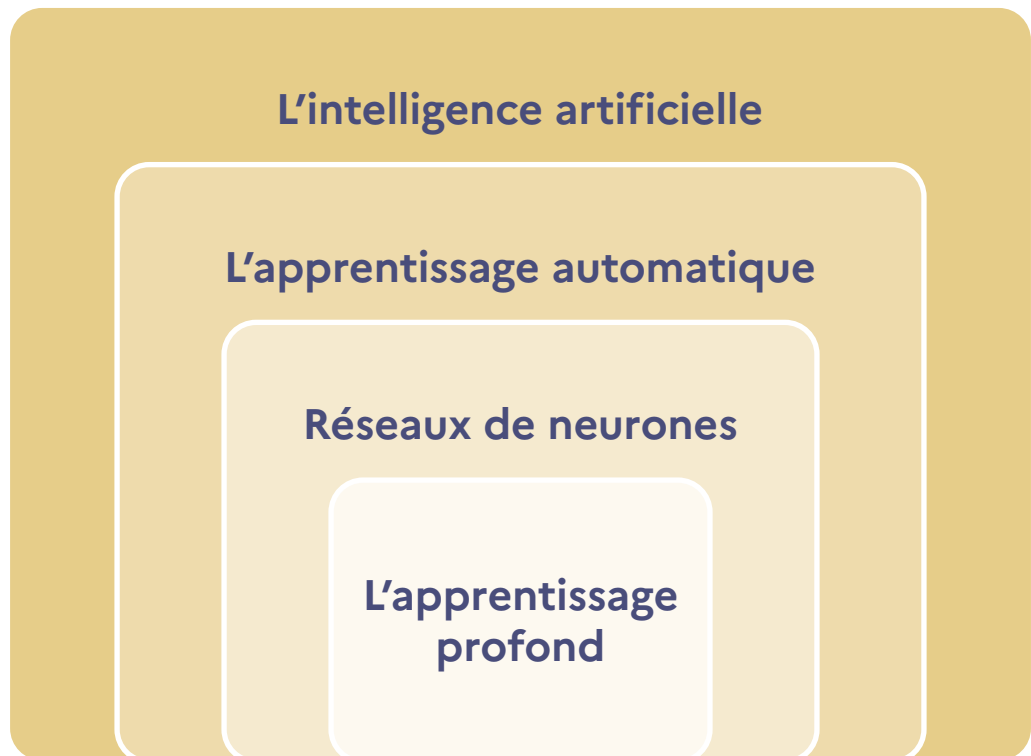 L’intelligence artificielle
L’apprentissage automatique
Réseaux de neurones
L’apprentissage
profond